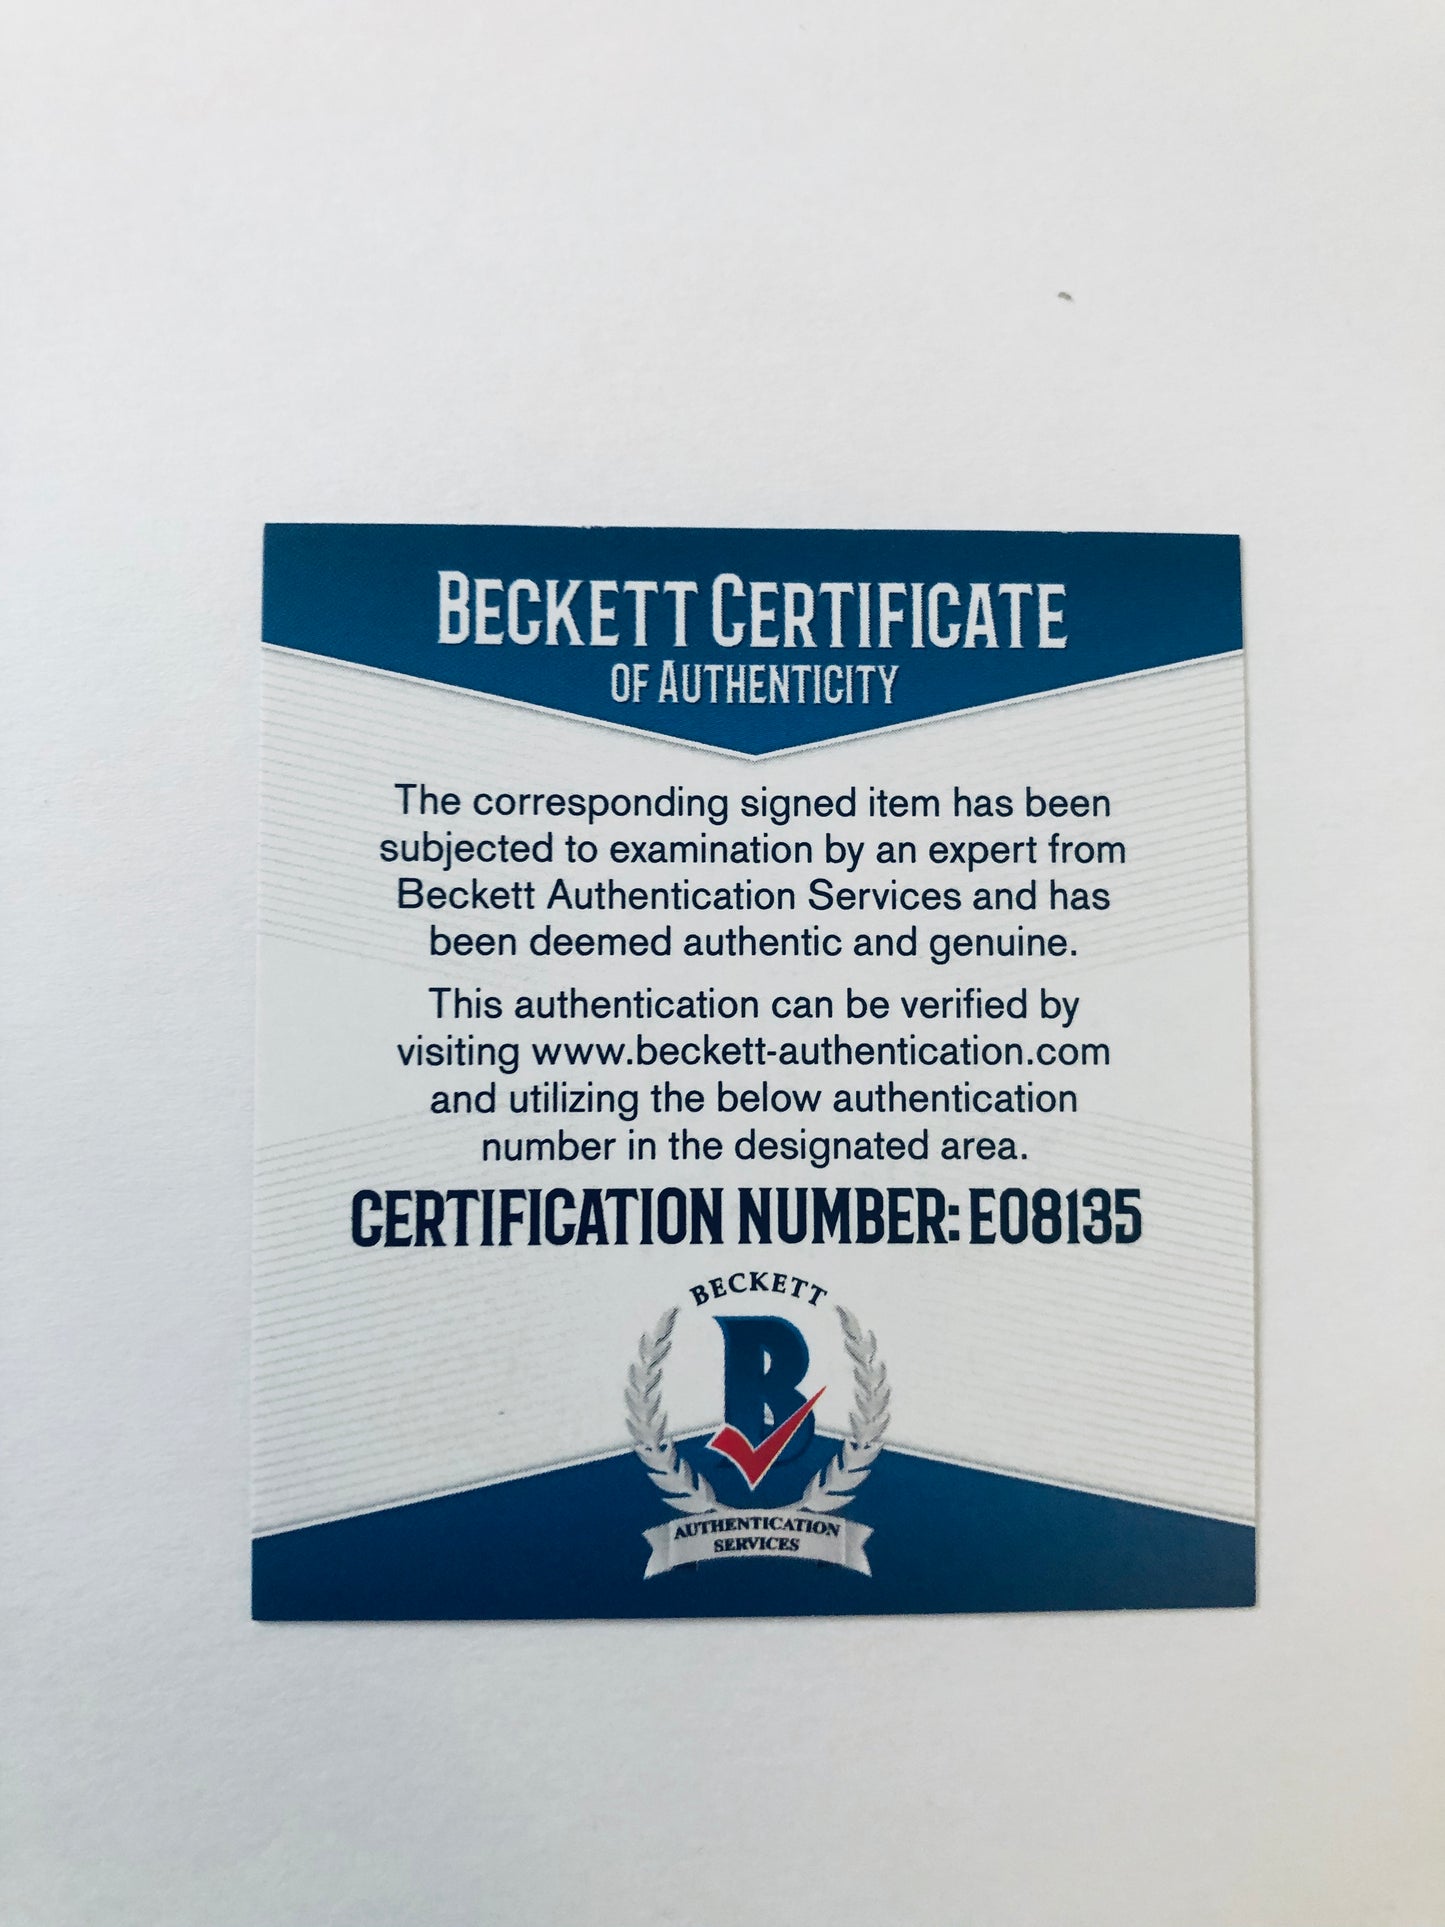 BECKETT CERTIFICATE
OF AUTHENTICITY
The corresponding signed item has been
subjected to examination by an expert from
Beckett Authentication Services and has
been deemed authentic and genuine.
This authentication can be verified by
visiting www.beckett-authentication.com
and utilizing the below authentication
number in the designated area.
CERTIFICATION NUMBER: E08135
BECKETT
B
AUTHENTICATION
SERVICES